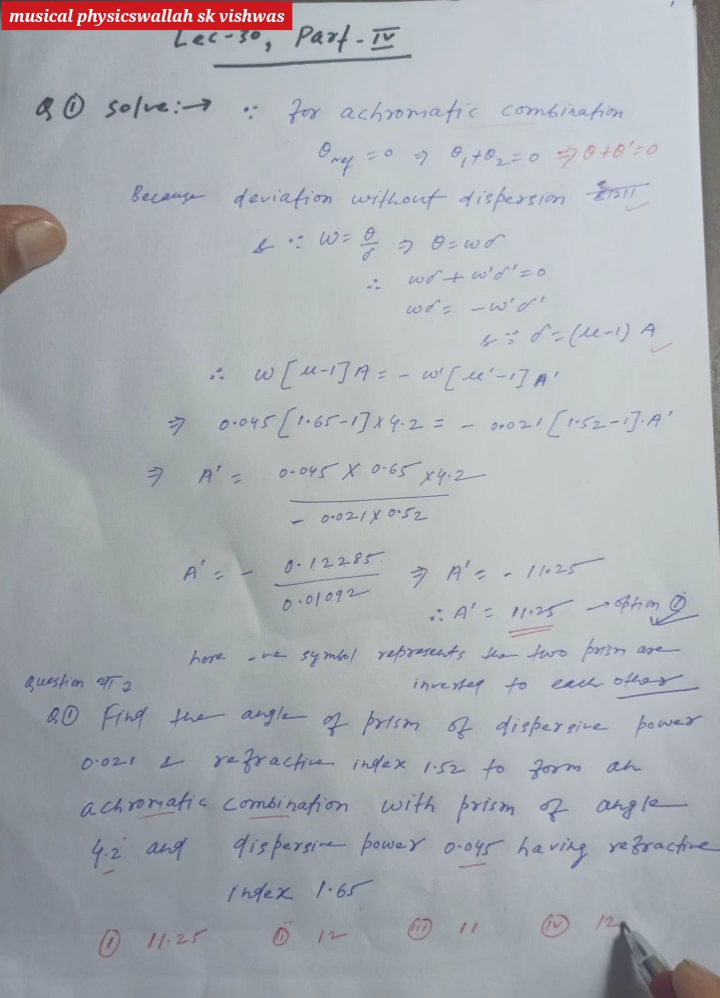 musical physicswallah sk vishwas
Lec-30, Part-IV
Q① solve:→ ∵ for achromatic combination
θnef = 0 ⇒ θ₁+θ₂=0 ⇒ θ+θ'=0
Because deviation without dispersion
& ∵ ω = θ/δ ⇒ θ = ωδ
∴ ωδ + ω'δ' = 0
ωδ = -ω'δ'
& ∵ δ = (μ-1) A
∴ ω[μ-1]A = - ω'[μ'-1]A'
⇒ 0.045[1.65-1]×4.2 = - 0.021[1.52-1].A'
⇒ A' = 0.045 × 0.65 ×4.2
- 0.021×0.52
A' = - 0.12285 / 0.01092 ⇒ A' = - 11.25
∴ A' = 11.25 → option ①
here -ve symbol represents the two prism are
inverted to each other
Question
Q① Find the angle of prism of dispersive power
0.021 & refractive index 1.52 to form an
achromatic combination with prism of angle
4.2 and dispersive power 0.045 having refractive
index 1.65
(i) 11.25 (ii) 12 (iii) 11 (iv) 12